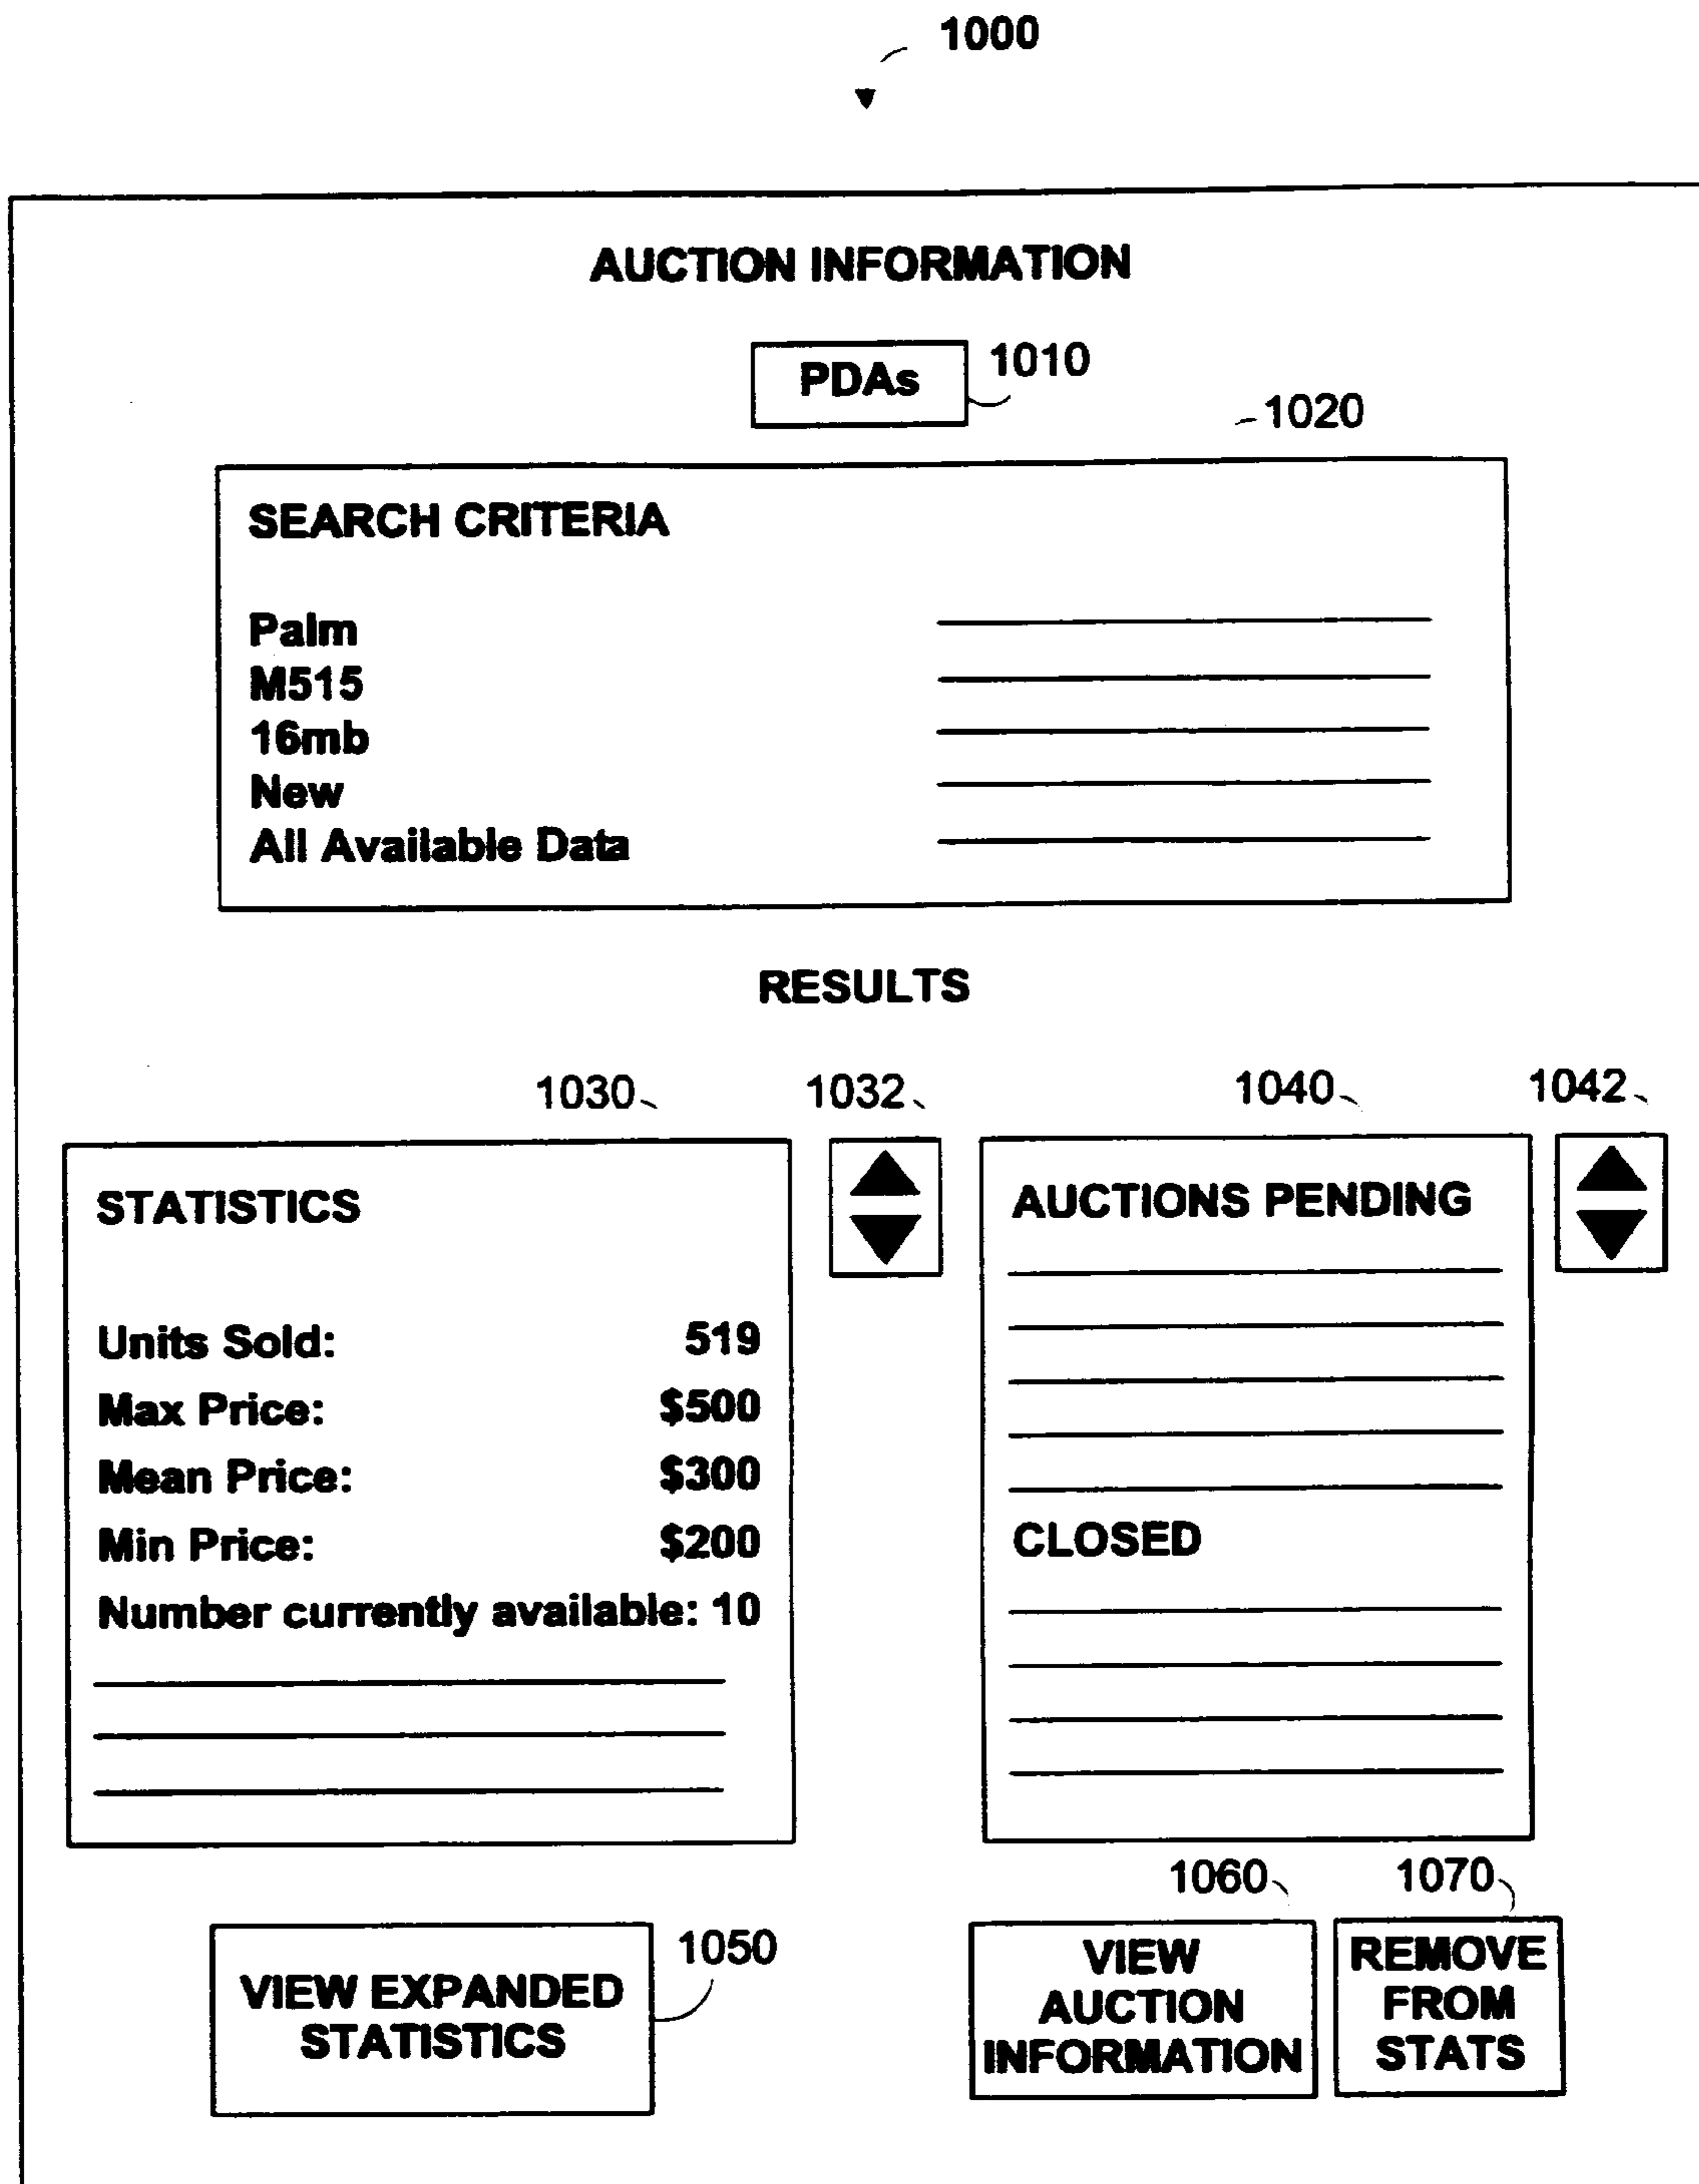 1000
AUCTION INFORMATION
PDAs
1010
1020
SEARCH CRITERIA
Palm
M515
16mb
New
All Available Data
RESULTS
1030
1032
1040
1042
STATISTICS
Units Sold: 519
Max Price: $500
Mean Price: $300
Min Price: $200
Number currently available: 10
AUCTIONS PENDING
CLOSED
1050
1060
1070
VIEW EXPANDED
STATISTICS
VIEW
AUCTION
INFORMATION
REMOVE
FROM
STATS